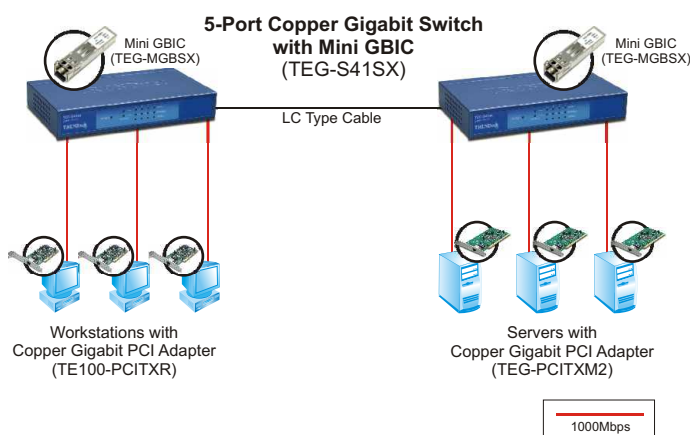 5-Port Copper Gigabit Switch
with Mini GBIC
(TEG-S41SX)
Mini GBIC
(TEG-MGBSX)
Mini GBIC
(TEG-MGBSX)
LC Type Cable
TRENDnet
TRENDnet
Workstations with
Copper Gigabit PCI Adapter
(TE100-PCITXR)
Servers with
Copper Gigabit PCI Adapter
(TEG-PCITXM2)
1000Mbps